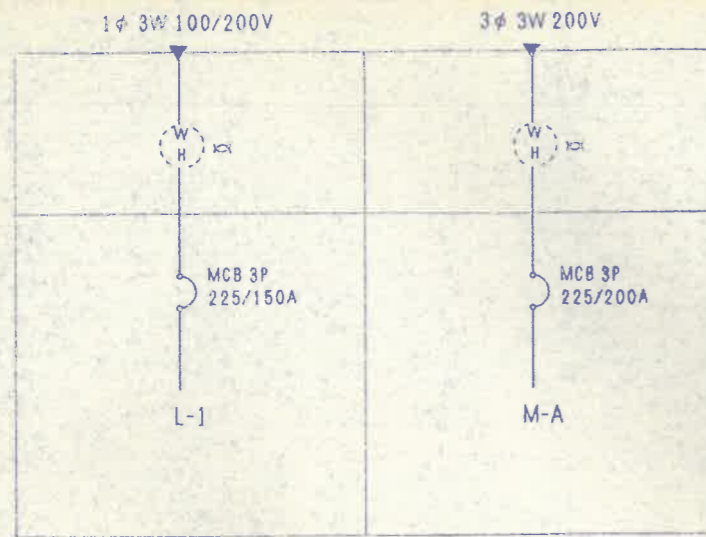 1φ 3W 100/200V
W
H
MCB 3P
225/150A
L-1
3φ 3W 200V
W
H
MCB 3P
225/200A
M-A